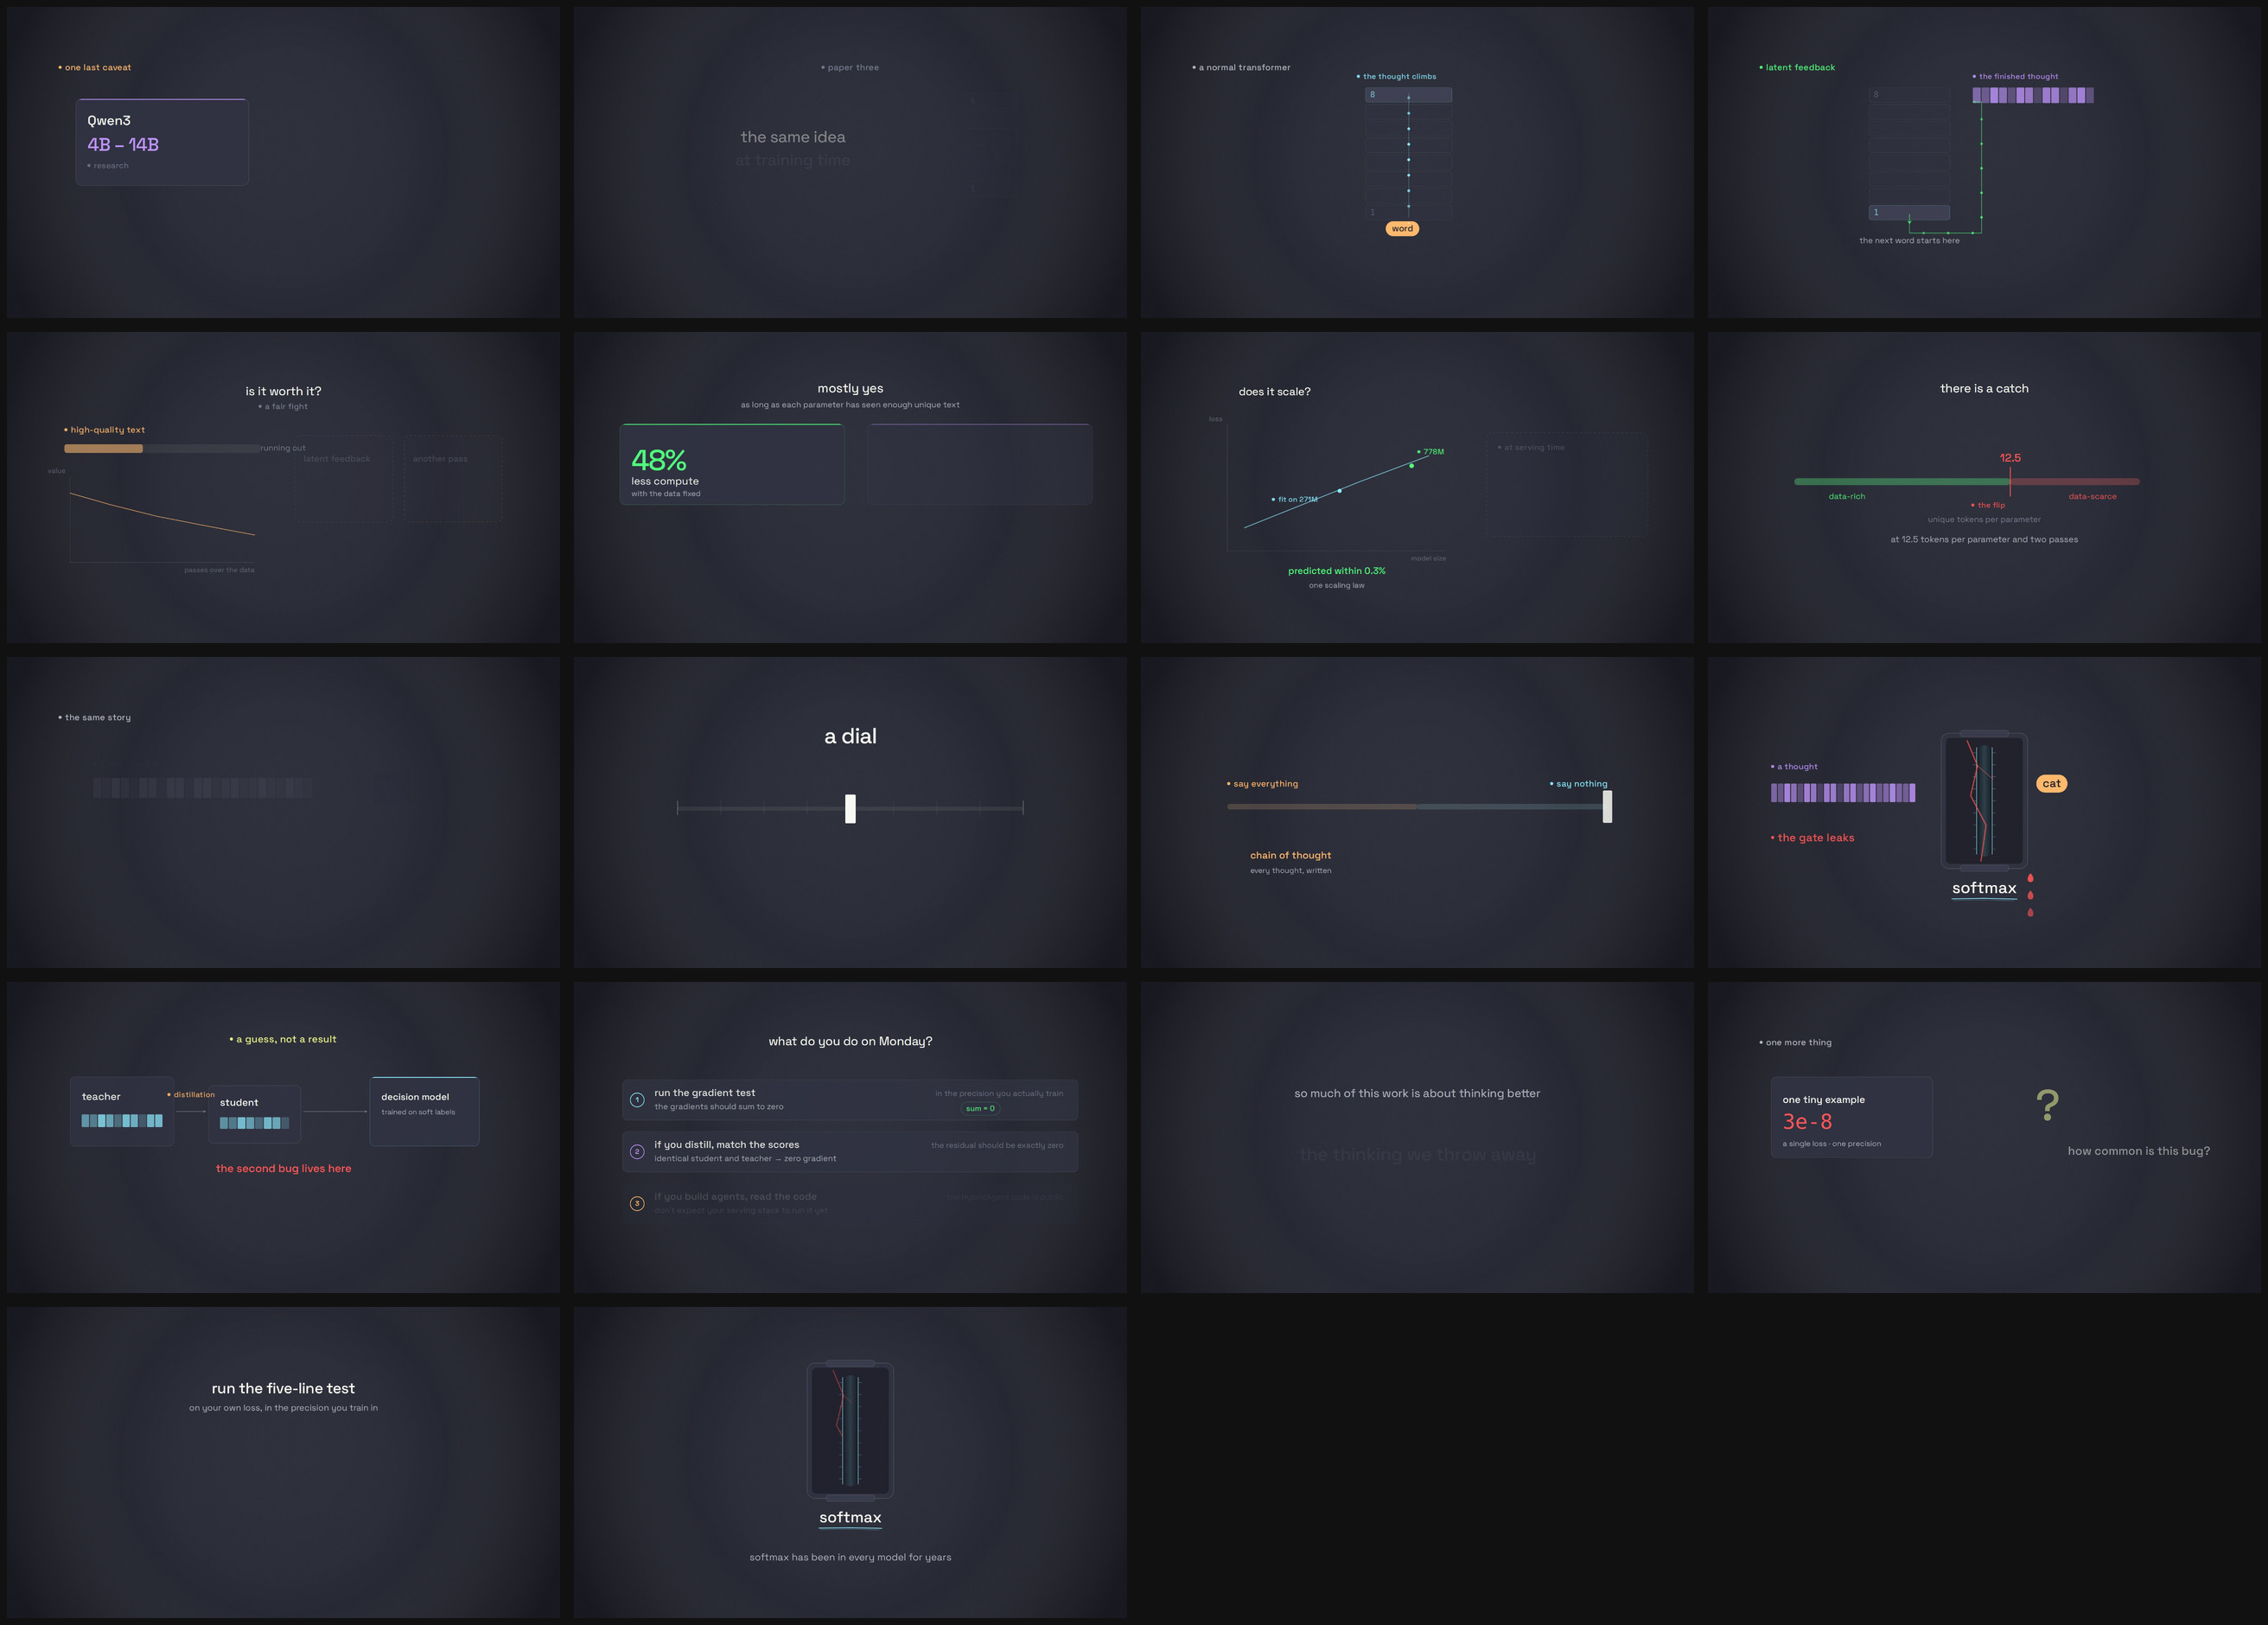 • one last caveat
Qwen3
4B – 14B
• research
• paper three
the same idea
at training time
• a normal transformer
• the thought climbs
8
1
word
• latent feedback
• the finished thought
8
1
the next word starts here
is it worth it?
• a fair fight
• high-quality text
running out
latent feedback
another pass
value
passes over the data
mostly yes
as long as each parameter has seen enough unique text
48%
less compute
with the data fixed
does it scale?
loss
• 778M
• fit on 271M
• at serving time
model size
predicted within 0.3%
one scaling law
there is a catch
12.5
data-rich
data-scarce
• the flip
unique tokens per parameter
at 12.5 tokens per parameter and two passes
• the same story
a dial
• say everything
• say nothing
chain of thought
every thought, written
• a thought
cat
• the gate leaks
softmax
• a guess, not a result
teacher
• distillation
student
decision model
trained on soft labels
the second bug lives here
what do you do on Monday?
1
run the gradient test
the gradients should sum to zero
in the precision you actually train
sum = 0
2
if you distill, match the scores
identical student and teacher → zero gradient
the residual should be exactly zero
3
if you build agents, read the code
don't expect your serving stack to run it yet
so much of this work is about thinking better
the thinking we throw away
• one more thing
one tiny example
3e-8
a single loss · one precision
?
how common is this bug?
run the five-line test
on your own loss, in the precision you train in
softmax
softmax has been in every model for years